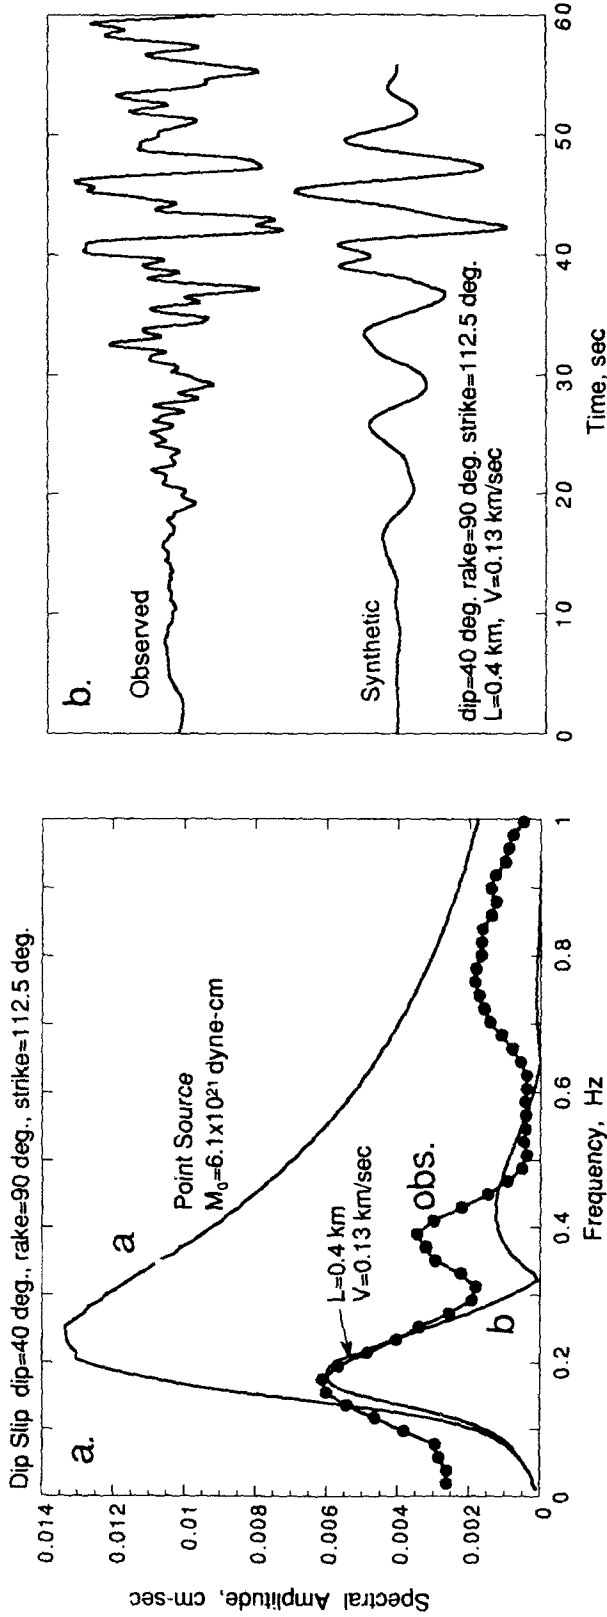 Dip Slip dip=40 deg., rake=90 deg., strike=112.5 deg.
a.
0.014
0.012
0.01
0.008
0.006
0.004
0.002
0
Spectral Amplitude, cm-sec
a
Point Source
M₀=6.1x10²¹ dyne-cm
L=0.4 km
V=0.13 km/sec
obs.
b
0 0.2 0.4 0.6 0.8 1
Frequency, Hz
b.
Observed
Synthetic
dip=40 deg. rake=90 deg. strike=112.5 deg.
L=0.4 km, V=0.13 km/sec
0 10 20 30 40 50 60
Time, sec